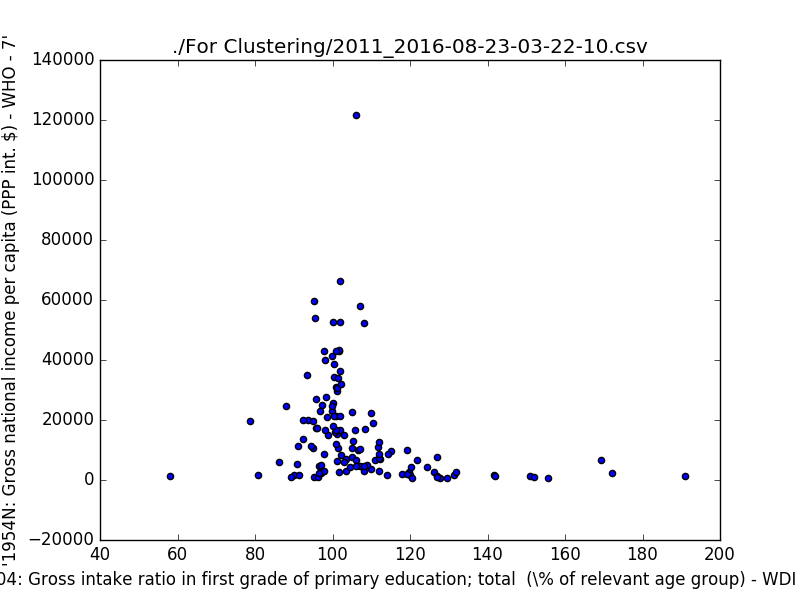 ./For Clustering/2011_2016-08-23-03-22-10.csv
'1954N: Gross national income per capita (PPP int. $) - WHO - 7'
140000
120000
100000
80000
60000
40000
20000
0
−20000
40 60 80 100 120 140 160 180 200
04: Gross intake ratio in first grade of primary education; total (\% of relevant age group) - WDI